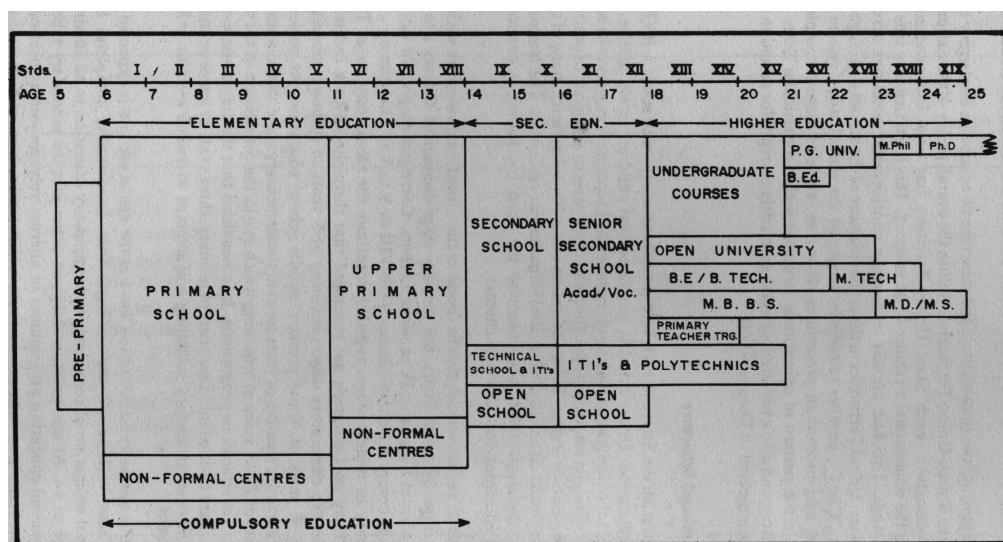 Stds. I II III IV V VI VII VIII IX X XI XII XIII XIV XV XVI XVII XVIII XIX
AGE 5 6 7 8 9 10 11 12 13 14 15 16 17 18 19 20 21 22 23 24 25
ELEMENTARY EDUCATION SEC. EDN. HIGHER EDUCATION
P.G. UNIV.
M.Phil
Ph.D
B.Ed.
UNDERGRADUATE
COURSES
PRE-PRIMARY
PRIMARY
SCHOOL
UPPER
PRIMARY
SCHOOL
SECONDARY
SCHOOL
SENIOR
SECONDARY
SCHOOL
Acad/Voc.
OPEN UNIVERSITY
B.E / B. TECH.
M. TECH
M. B. B. S.
M.D./M.S.
PRIMARY
TEACHER TRG.
TECHNICAL
SCHOOL & ITI's
ITI's & POLYTECHNICS
OPEN
SCHOOL
OPEN
SCHOOL
NON-FORMAL
CENTRES
NON-FORMAL CENTRES
COMPULSORY EDUCATION